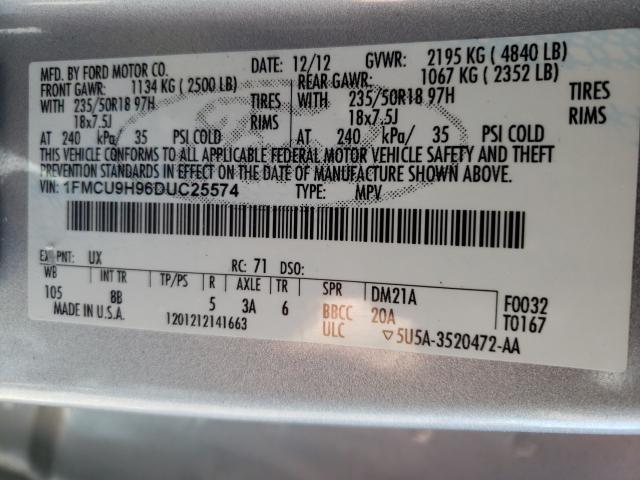 MFD. BY FORD MOTOR CO. DATE: 12/12 GVWR: 2195 KG ( 4840 LB)
FRONT GAWR: 1134 KG ( 2500 LB) REAR GAWR: 1067 KG ( 2352 LB)
WITH 235/50R18 97H TIRES WITH 235/50R18 97H TIRES
18x7.5J RIMS 18x7.5J RIMS
AT 240 kPa/ 35 PSI COLD AT 240 kPa/ 35 PSI COLD
THIS VEHICLE CONFORMS TO ALL APPLICABLE FEDERAL MOTOR VEHICLE SAFETY AND THEFT
PREVENTION STANDARDS IN EFFECT ON THE DATE OF MANUFACTURE SHOWN ABOVE.
VIN: 1FMCU9H96DUC25574 TYPE: MPV
EXT PNT: UX RC: 71 DSO:
WB INT TR TP/PS R AXLE TR SPR DM21A F0032
105 8B 5 3A 6 BBCC 20A T0167
MADE IN U.S.A. 1201212141663 ULC ▽5U5A-3520472-AA